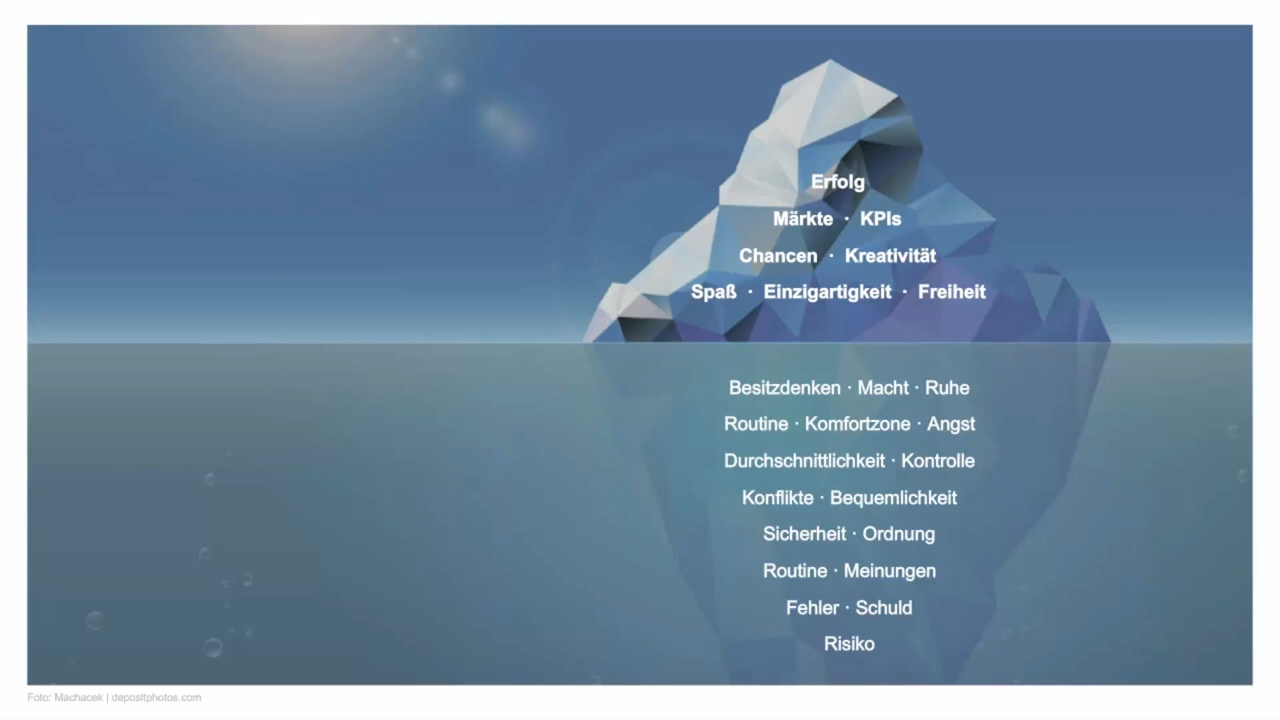 Erfolg
Märkte · KPIs
Chancen · Kreativität
Spaß · Einzigartigkeit · Freiheit
Besitzdenken · Macht · Ruhe
Routine · Komfortzone · Angst
Durchschnittlichkeit · Kontrolle
Konflikte · Bequemlichkeit
Sicherheit · Ordnung
Routine · Meinungen
Fehler · Schuld
Risiko
Foto: Machacek | depositphotos.com